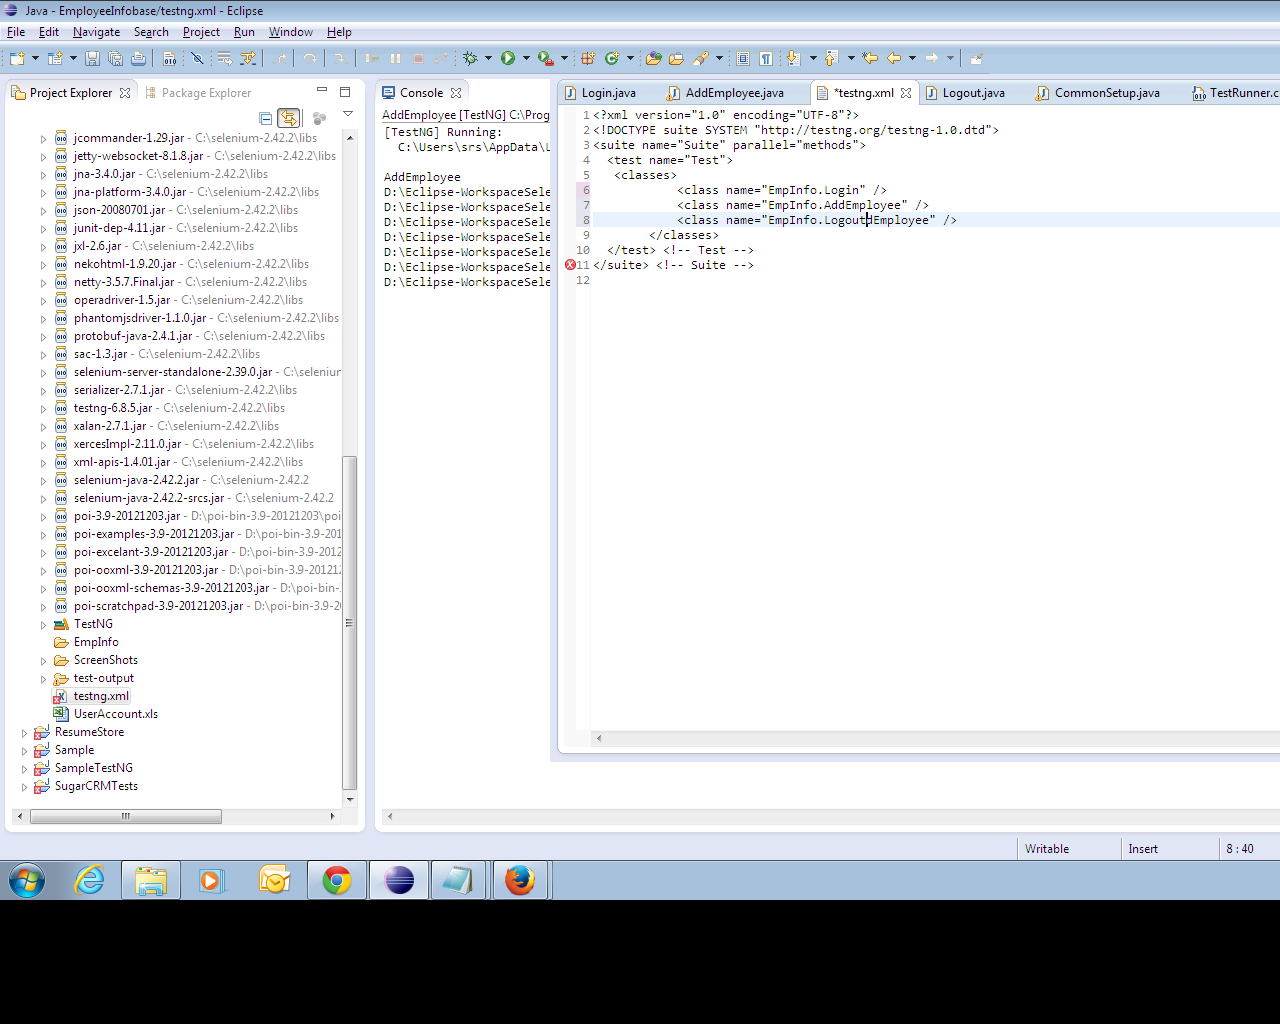 Java - EmployeeInfobase/testng.xml - Eclipse
File Edit Navigate Search Project Run Window Help
Project Explorer
Package Explorer
jcommander-1.29.jar - C:\selenium-2.42.2\libs
jetty-websocket-8.1.8.jar - C:\selenium-2.42.2\libs
jna-3.4.0.jar - C:\selenium-2.42.2\libs
jna-platform-3.4.0.jar - C:\selenium-2.42.2\libs
json-20080701.jar - C:\selenium-2.42.2\libs
junit-dep-4.11.jar - C:\selenium-2.42.2\libs
jxl-2.6.jar - C:\selenium-2.42.2\libs
nekohtml-1.9.20.jar - C:\selenium-2.42.2\libs
netty-3.5.7.Final.jar - C:\selenium-2.42.2\libs
operadriver-1.5.jar - C:\selenium-2.42.2\libs
phantomjsdriver-1.1.0.jar - C:\selenium-2.42.2\libs
protobuf-java-2.4.1.jar - C:\selenium-2.42.2\libs
sac-1.3.jar - C:\selenium-2.42.2\libs
selenium-server-standalone-2.39.0.jar - C:\seleniur
serializer-2.7.1.jar - C:\selenium-2.42.2\libs
testng-6.8.5.jar - C:\selenium-2.42.2\libs
xalan-2.7.1.jar - C:\selenium-2.42.2\libs
xercesImpl-2.11.0.jar - C:\selenium-2.42.2\libs
xml-apis-1.4.01.jar - C:\selenium-2.42.2\libs
selenium-java-2.42.2.jar - C:\selenium-2.42.2
selenium-java-2.42.2-srcs.jar - C:\selenium-2.42.2
poi-3.9-20121203.jar - D:\poi-bin-3.9-20121203\poi
poi-examples-3.9-20121203.jar - D:\poi-bin-3.9-201
poi-excelant-3.9-20121203.jar - D:\poi-bin-3.9-2012
poi-ooxml-3.9-20121203.jar - D:\poi-bin-3.9-20121
poi-ooxml-schemas-3.9-20121203.jar - D:\poi-bin-
poi-scratchpad-3.9-20121203.jar - D:\poi-bin-3.9-2
TestNG
EmpInfo
ScreenShots
test-output
testng.xml
UserAccount.xls
ResumeStore
Sample
SampleTestNG
SugarCRMTests
Console
AddEmployee [TestNG] C:\Prog
[TestNG] Running:
C:\Users\srs\AppData\L
AddEmployee
D:\Eclipse-WorkspaceSele
D:\Eclipse-WorkspaceSele
D:\Eclipse-WorkspaceSele
D:\Eclipse-WorkspaceSele
D:\Eclipse-WorkspaceSele
D:\Eclipse-WorkspaceSele
D:\Eclipse-WorkspaceSele
Login.java AddEmployee.java *testng.xml Logout.java CommonSetup.java TestRunner.c
1 <?xml version="1.0" encoding="UTF-8"?>
2 <!DOCTYPE suite SYSTEM "http://testng.org/testng-1.0.dtd">
3 <suite name="Suite" parallel="methods">
4 <test name="Test">
5 <classes>
6 <class name="EmpInfo.Login" />
7 <class name="EmpInfo.AddEmployee" />
8 <class name="EmpInfo.LogoutdEmployee" />
9 </classes>
10 </test> <!-- Test -->
11 </suite> <!-- Suite -->
12
Writable Insert 8 : 40